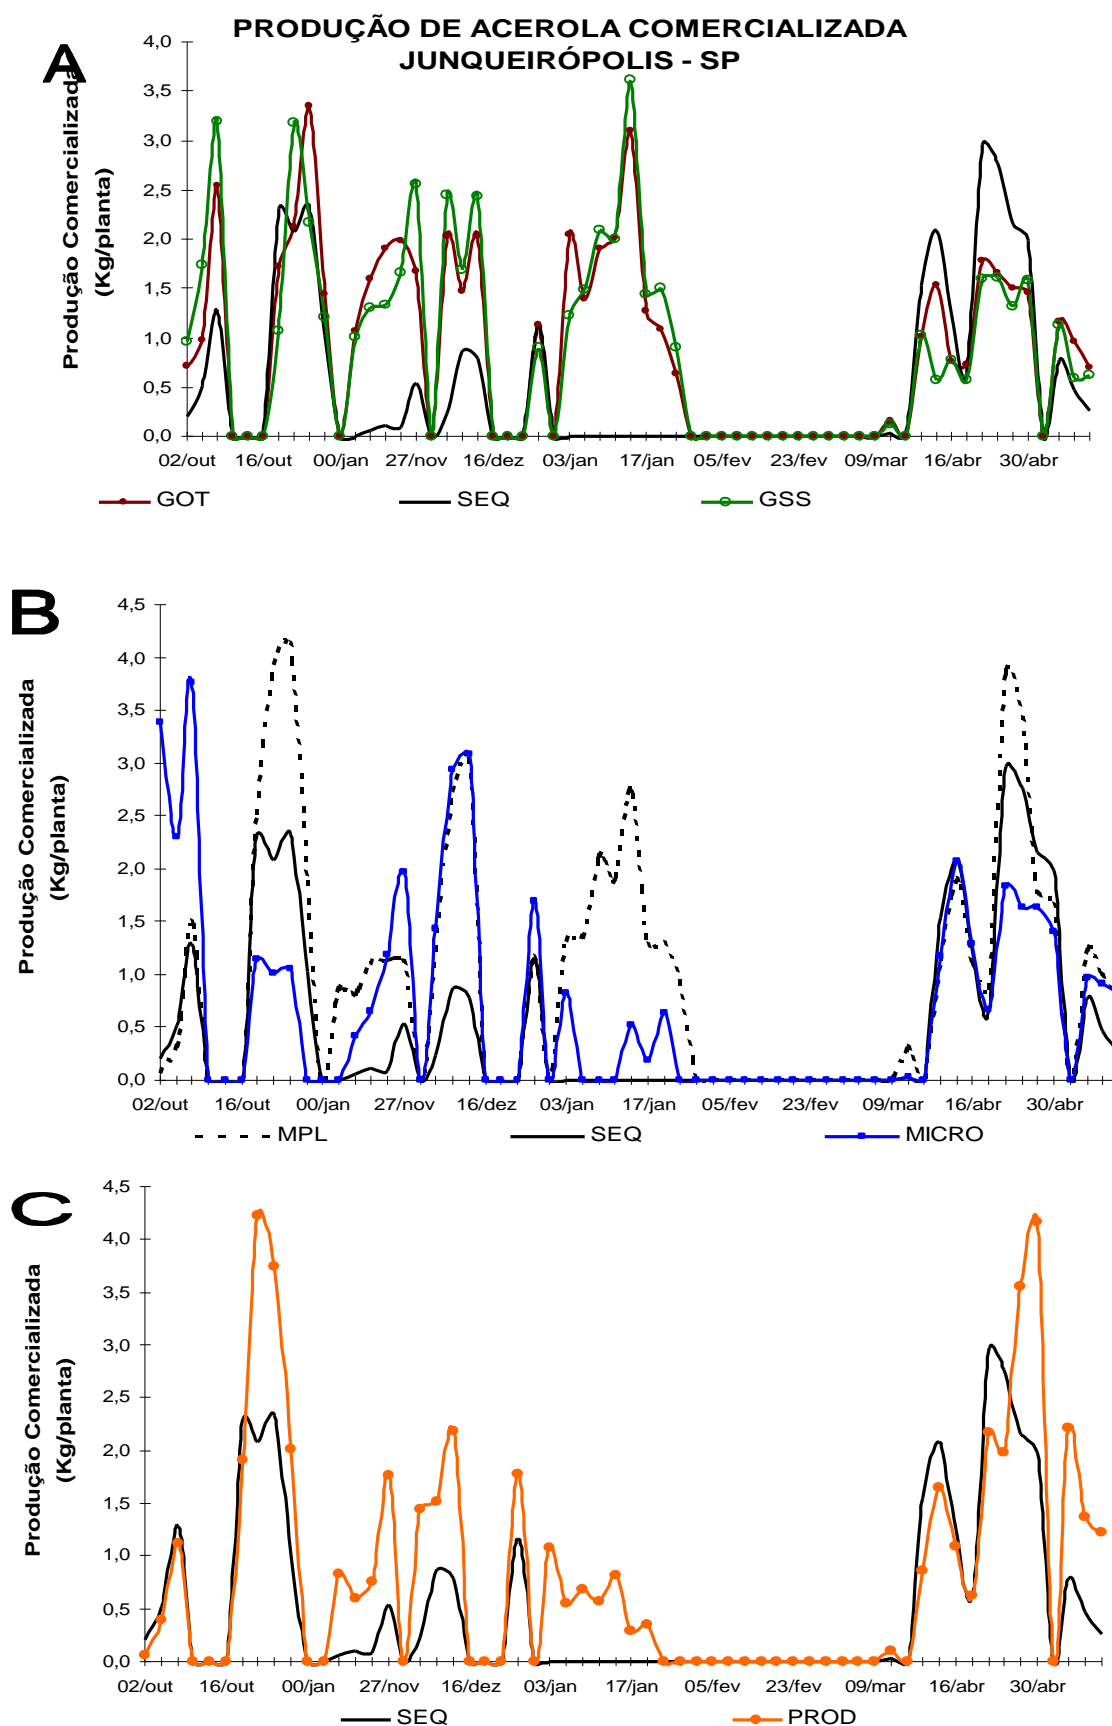 PRODUÇÃO DE ACEROLA COMERCIALIZADA
JUNQUEIRÓPOLIS - SP
A
Produção Comercializada
(Kg/planta)
4,0
3,5
3,0
2,5
2,0
1,5
1,0
0,5
0,0
02/out 16/out 00/jan 27/nov 16/dez 03/jan 17/jan 05/fev 23/fev 09/mar 16/abr 30/abr
GOT SEQ GSS
B
Produção Comercializada
(Kg/planta)
4,5
4,0
3,5
3,0
2,5
2,0
1,5
1,0
0,5
0,0
02/out 16/out 00/jan 27/nov 16/dez 03/jan 17/jan 05/fev 23/fev 09/mar 16/abr 30/abr
MPL SEQ MICRO
C
Produção Comercializada
(Kg/planta)
4,5
4,0
3,5
3,0
2,5
2,0
1,5
1,0
0,5
0,0
02/out 16/out 00/jan 27/nov 16/dez 03/jan 17/jan 05/fev 23/fev 09/mar 16/abr 30/abr
SEQ PROD